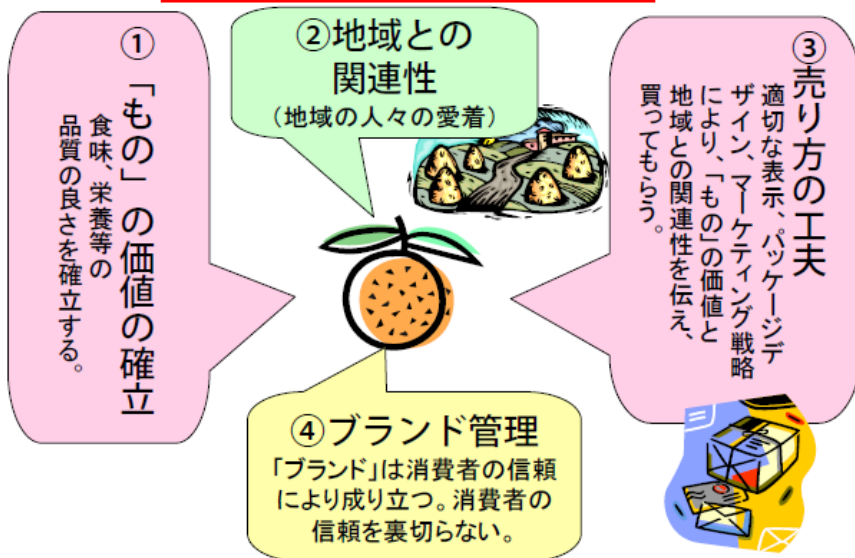 ①
「もの」の価値の確立
食味、栄養等の
品質の良さを確立する。
②地域との
関連性
（地域の人々の愛着）
③
売り方の工夫
適切な表示、パッケージデ
ザイン、マーケティング戦略
により、「もの」の価値と
地域との関連性を伝え、
買ってもらう。
④ブランド管理
「ブランド」は消費者の信頼
により成り立つ。消費者の
信頼を裏切らない。